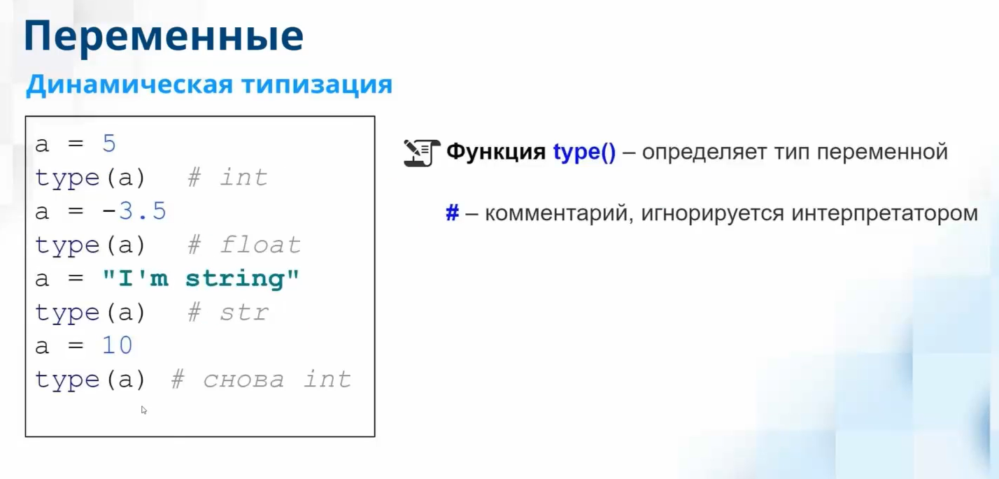 Переменные
Динамическая типизация
a = 5
type(a) # int
a = -3.5
type(a) # float
a = "I'm string"
type(a) # str
a = 10
type(a) # снова int
Функция type() – определяет тип переменной
# – комментарий, игнорируется интерпретатором